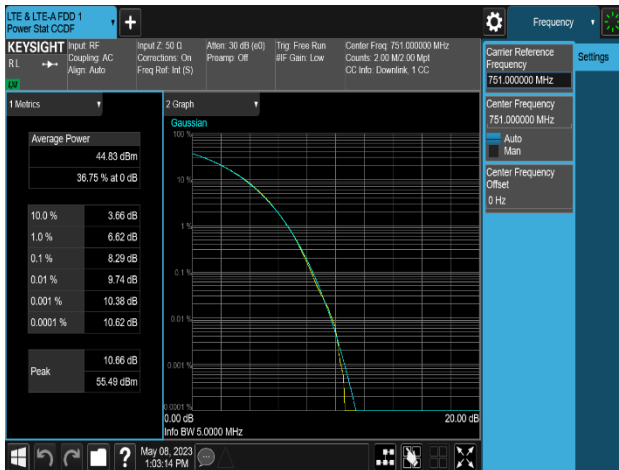 LTE & LTE-A FDD 1
Power Stat CCDF
Frequency
KEYSIGHT
RL
Input: RF
Coupling: AC
Align: Auto
Input Z: 50 Ω
Corrections: On
Freq Ref: Int (S)
Atten: 30 dB (e0)
Preamp: Off
Trig: Free Run
#IF Gain: Low
Center Freq: 751.000000 MHz
Counts: 2.00 M/2.00 Mpt
CC Info: Downlink, 1 CC
1 Metrics
Average Power
44.83 dBm
36.75 % at 0 dB
10.0 % 3.66 dB
1.0 % 6.62 dB
0.1 % 8.29 dB
0.01 % 9.74 dB
0.001 % 10.38 dB
0.0001 % 10.62 dB
Peak
10.66 dB
55.49 dBm
2 Graph
Gaussian
100 %
10 %
1 %
0.1 %
0.01 %
0.001 %
0.0001 %
0.00 dB
20.00 dB
Info BW 5.0000 MHz
Carrier Reference
Frequency
751.000000 MHz
Center Frequency
751.000000 MHz
Auto
Man
Center Frequency
Offset
0 Hz
Settings
?
May 08, 2023
1:03:14 PM